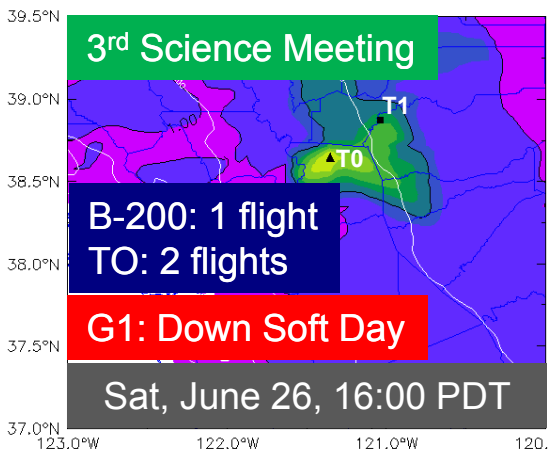 39.5°N
3rd Science Meeting
39.0°N
T1
1.00
T0
38.5°N
B-200: 1 flight
TO: 2 flights
38.0°N
G1: Down Soft Day
37.5°N
Sat, June 26, 16:00 PDT
37.0°N
123.0°W 122.0°W 121.0°W 120.